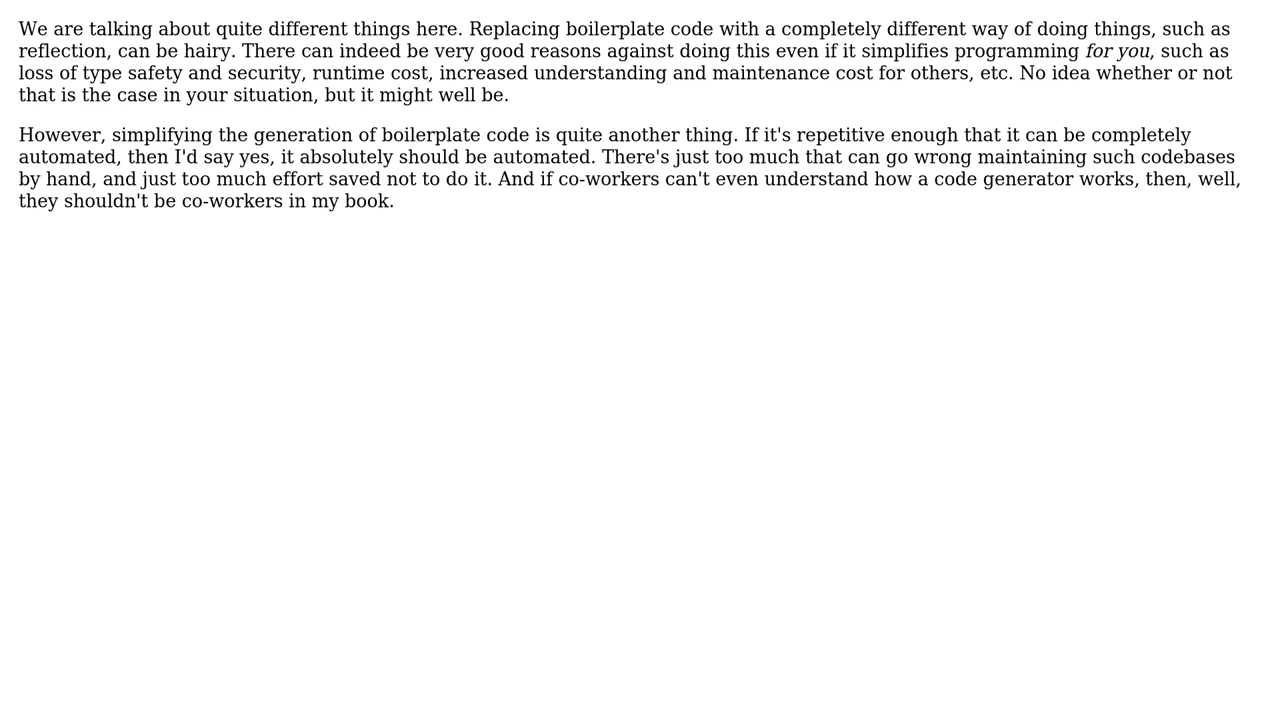 We are talking about quite different things here. Replacing boilerplate code with a completely different way of doing things, such as
reflection, can be hairy. There can indeed be very good reasons against doing this even if it simplifies programming for you, such as
loss of type safety and security, runtime cost, increased understanding and maintenance cost for others, etc. No idea whether or not
that is the case in your situation, but it might well be.
However, simplifying the generation of boilerplate code is quite another thing. If it's repetitive enough that it can be completely
automated, then I'd say yes, it absolutely should be automated. There's just too much that can go wrong maintaining such codebases
by hand, and just too much effort saved not to do it. And if co-workers can't even understand how a code generator works, then, well,
they shouldn't be co-workers in my book.